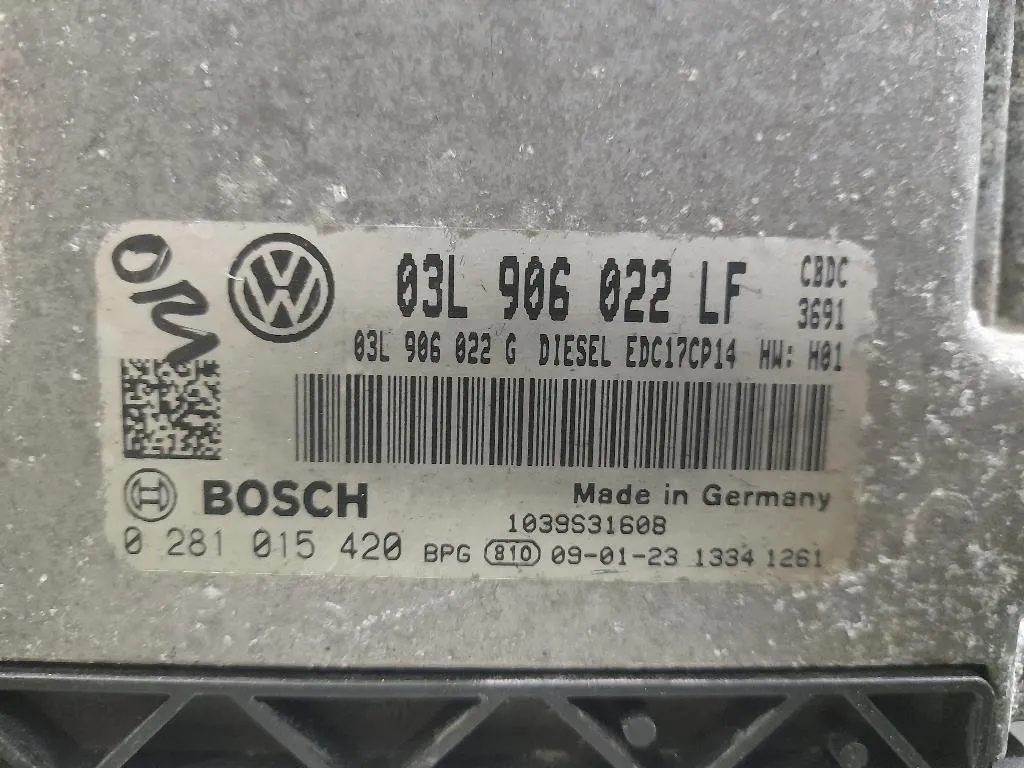 03L 906 022 LF
CBDC
3691
03L 906 022 G DIESEL EDC17CP14 HW: H01
BOSCH
Made in Germany
1039S31608
0 281 015 420 BPG 810 09-01-23 1334 1261